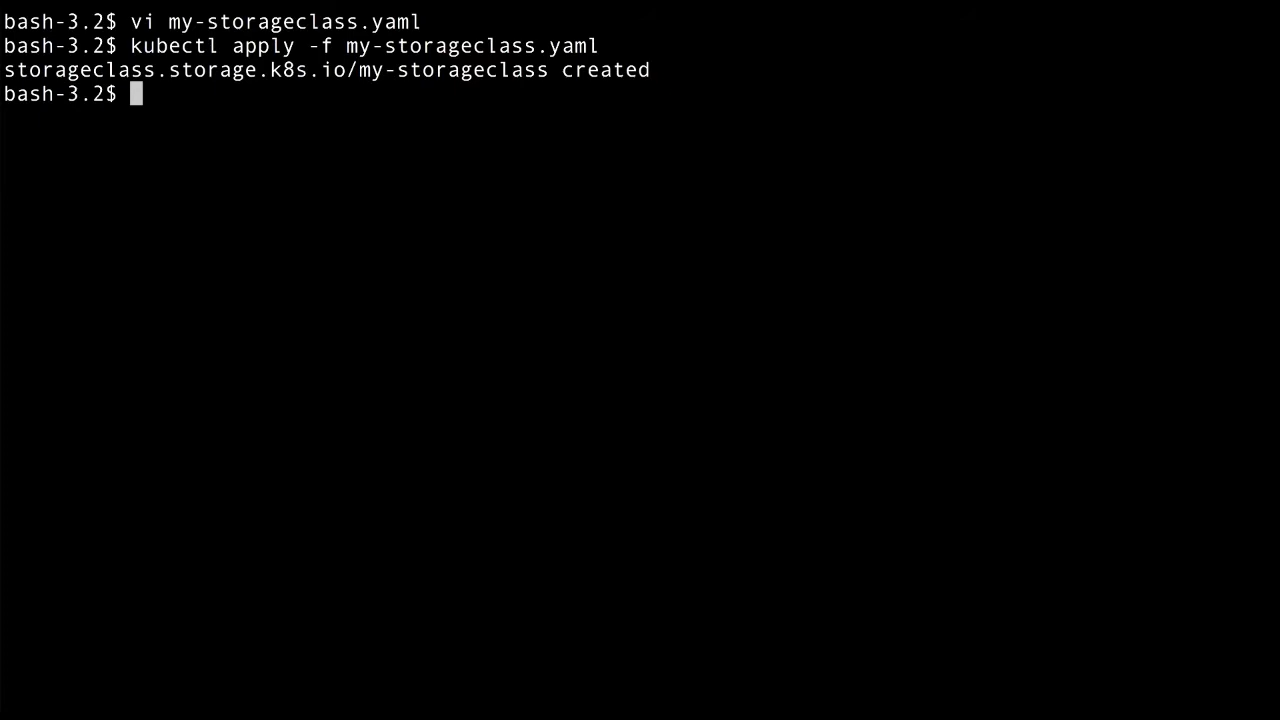 bash-3.2$ vi my-storageclass.yaml
bash-3.2$ kubectl apply -f my-storageclass.yaml
storageclass.storage.k8s.io/my-storageclass created
bash-3.2$